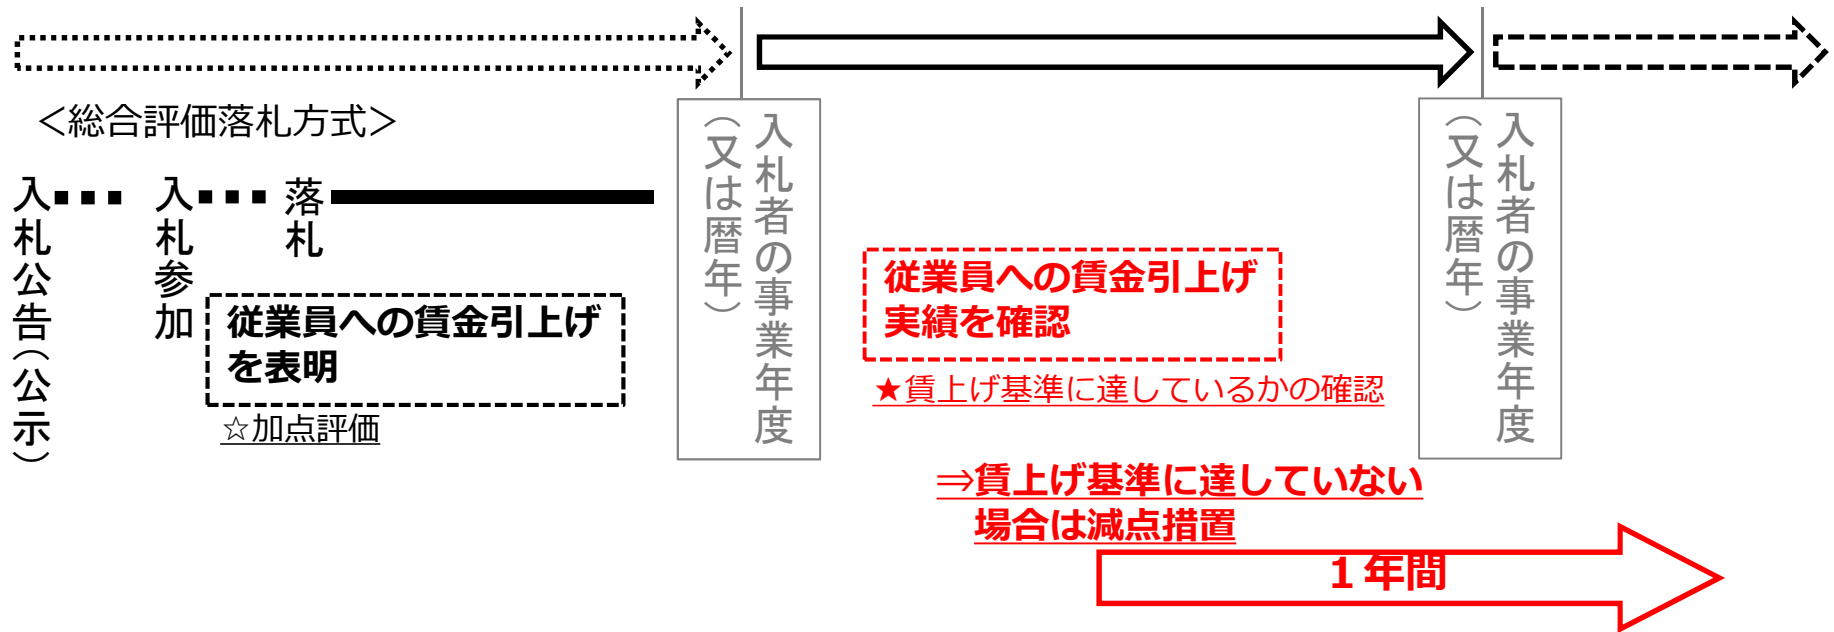 <総合評価落札方式>
入札公告(公示)
入札参加
落札
従業員への賃金引上げ
を表明
☆加点評価
入札者の事業年度
(又は暦年)
従業員への賃金引上げ
実績を確認
★賃上げ基準に達しているかの確認
入札者の事業年度
(又は暦年)
⇒賃上げ基準に達していない
場合は減点措置
1年間